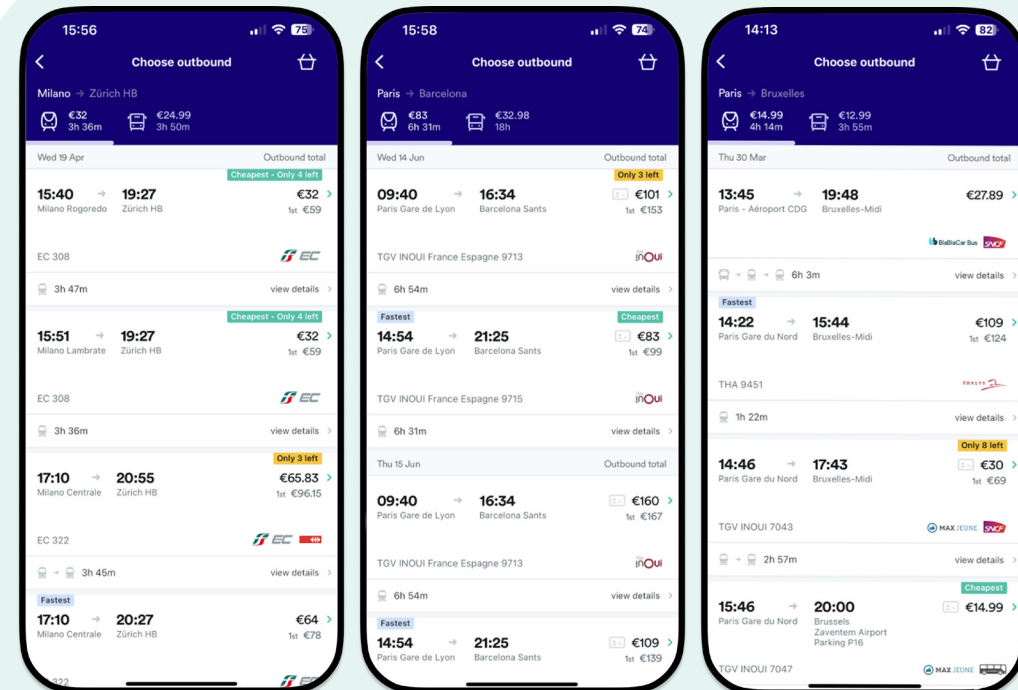 15:56
75
Choose outbound
Milano → Zürich HB
€32
3h 36m
€24.99
3h 50m
Wed 19 Apr
Outbound total
Cheapest - Only 4 left
15:40 → 19:27
€32
Milano Rogoredo
Zürich HB
1st €59
EC 308
EC
3h 47m
view details
Cheapest - Only 4 left
15:51 → 19:27
€32
Milano Lambrate
Zürich HB
1st €59
EC 308
EC
3h 36m
view details
Only 3 left
17:10 → 20:55
€65.83
Milano Centrale
Zürich HB
1st €96.15
EC 322
EC
→ 3h 45m
view details
Fastest
17:10 → 20:27
€64
Milano Centrale
Zürich HB
1st €78
322
15:58
74
Choose outbound
Paris → Barcelona
€83
6h 31m
€32.98
18h
Wed 14 Jun
Outbound total
Only 3 left
09:40 → 16:34
€101
Paris Gare de Lyon
Barcelona Sants
1st €153
TGV INOUI France Espagne 9713
inOui
6h 54m
view details
Fastest
Cheapest
14:54 → 21:25
€83
Paris Gare de Lyon
Barcelona Sants
1st €99
TGV INOUI France Espagne 9715
inOui
6h 31m
view details
Thu 15 Jun
Outbound total
09:40 → 16:34
€160
Paris Gare de Lyon
Barcelona Sants
1st €167
TGV INOUI France Espagne 9713
inOui
6h 54m
view details
Fastest
14:54 → 21:25
€109
Paris Gare de Lyon
Barcelona Sants
1st €139
14:13
82
Choose outbound
Paris → Bruxelles
€14.99
4h 14m
€12.99
3h 55m
Thu 30 Mar
Outbound total
13:45 → 19:48
€27.89
Paris - Aéroport CDG
Bruxelles-Midi
BlaBlaCar Bus
SNCF
→ → 6h 3m
view details
Fastest
14:22 → 15:44
€109
Paris Gare du Nord
Bruxelles-Midi
1st €124
THA 9451
THALYS
1h 22m
view details
Only 8 left
14:46 → 17:43
€30
Paris Gare du Nord
Bruxelles-Midi
1st €69
TGV INOUI 7043
MAX JEUNE
SNCF
→ 2h 57m
view details
Cheapest
15:46 → 20:00
€14.99
Paris Gare du Nord
Brussels
Zaventem Airport
Parking P16
TGV INOUI 7047
MAX JEUNE